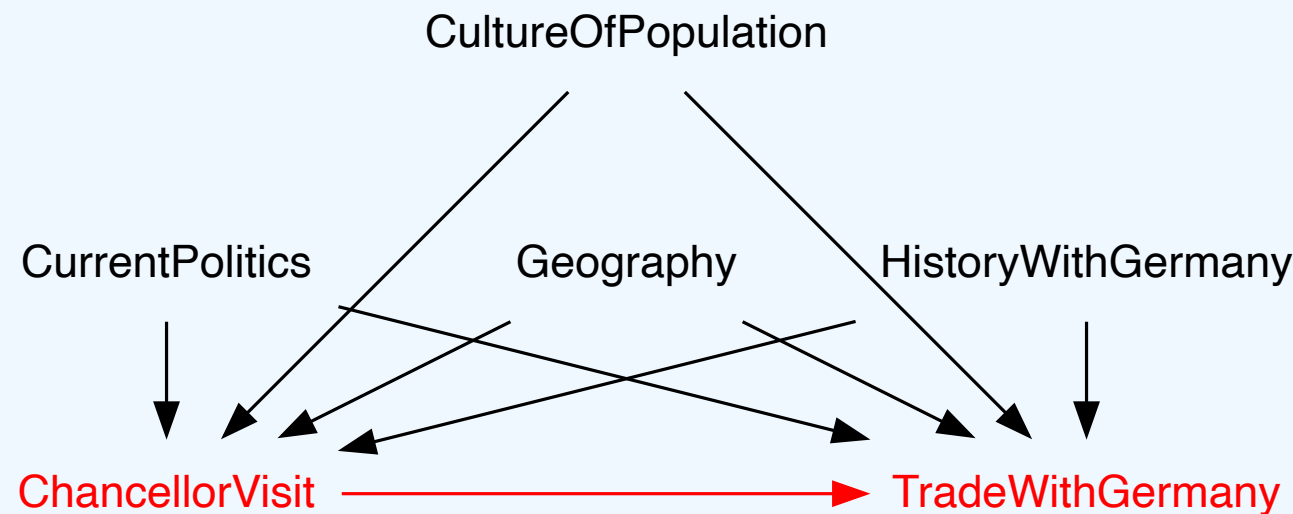 CultureOfPopulation
CurrentPolitics
Geography
HistoryWithGermany
ChancellorVisit
TradeWithGermany